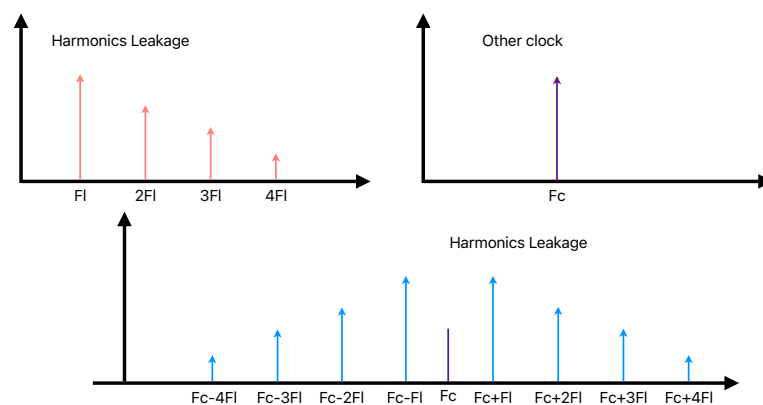 Harmonics Leakage
Fl 2Fl 3Fl 4Fl
Other clock
Fc
Harmonics Leakage
Fc-4Fl Fc-3Fl Fc-2Fl Fc-Fl Fc Fc+Fl Fc+2Fl Fc+3Fl Fc+4Fl